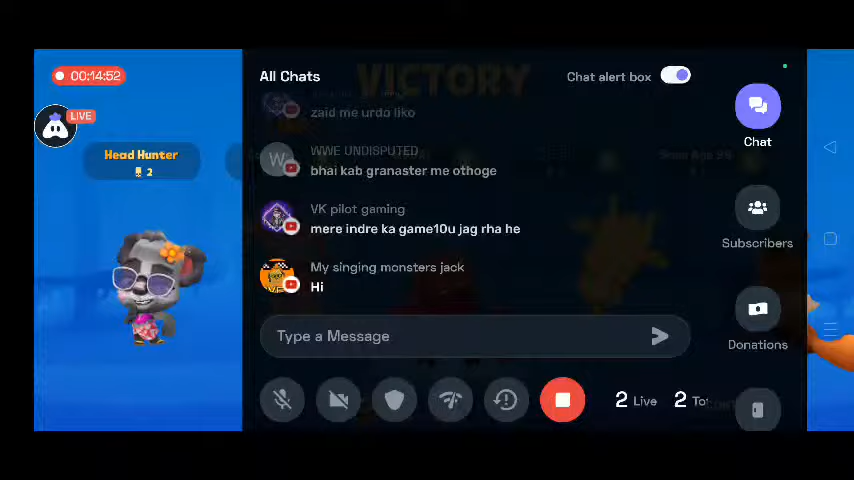 00:14:52
All Chats
VICTORY
Chat alert box
LIVE
zaid me urdo liko
Chat
Head Hunter
2
W
WWE UNDISPUTED
bhai kab granaster me othoge
VK pilot gaming
mere indre ka game10u jag rha he
Subscribers
My singing monsters jack
Hi
Type a Message
Donations
2 Live
2 To